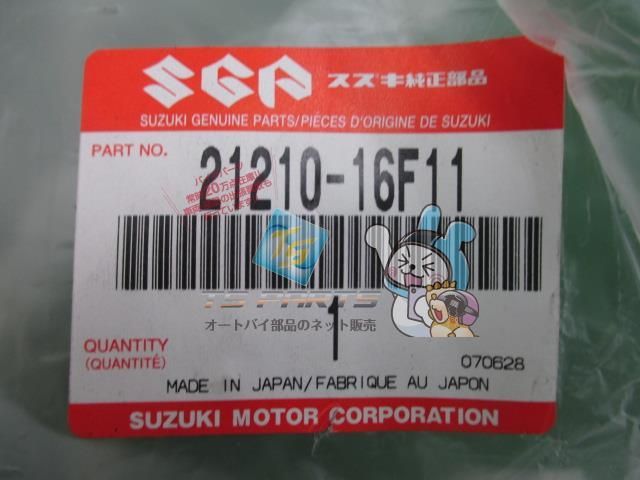 SGP スズキ純正部品
SUZUKI GENUINE PARTS/PIÈCES D'ORIGINE DE SUZUKI
PART NO. 21210-16F11
TS PARTS
オートバイ部品のネット販売
QUANTITY 1
(QUANTITÉ)
070628
MADE IN JAPAN/FABRIQUE AU JAPON
SUZUKI MOTOR CORPORATION